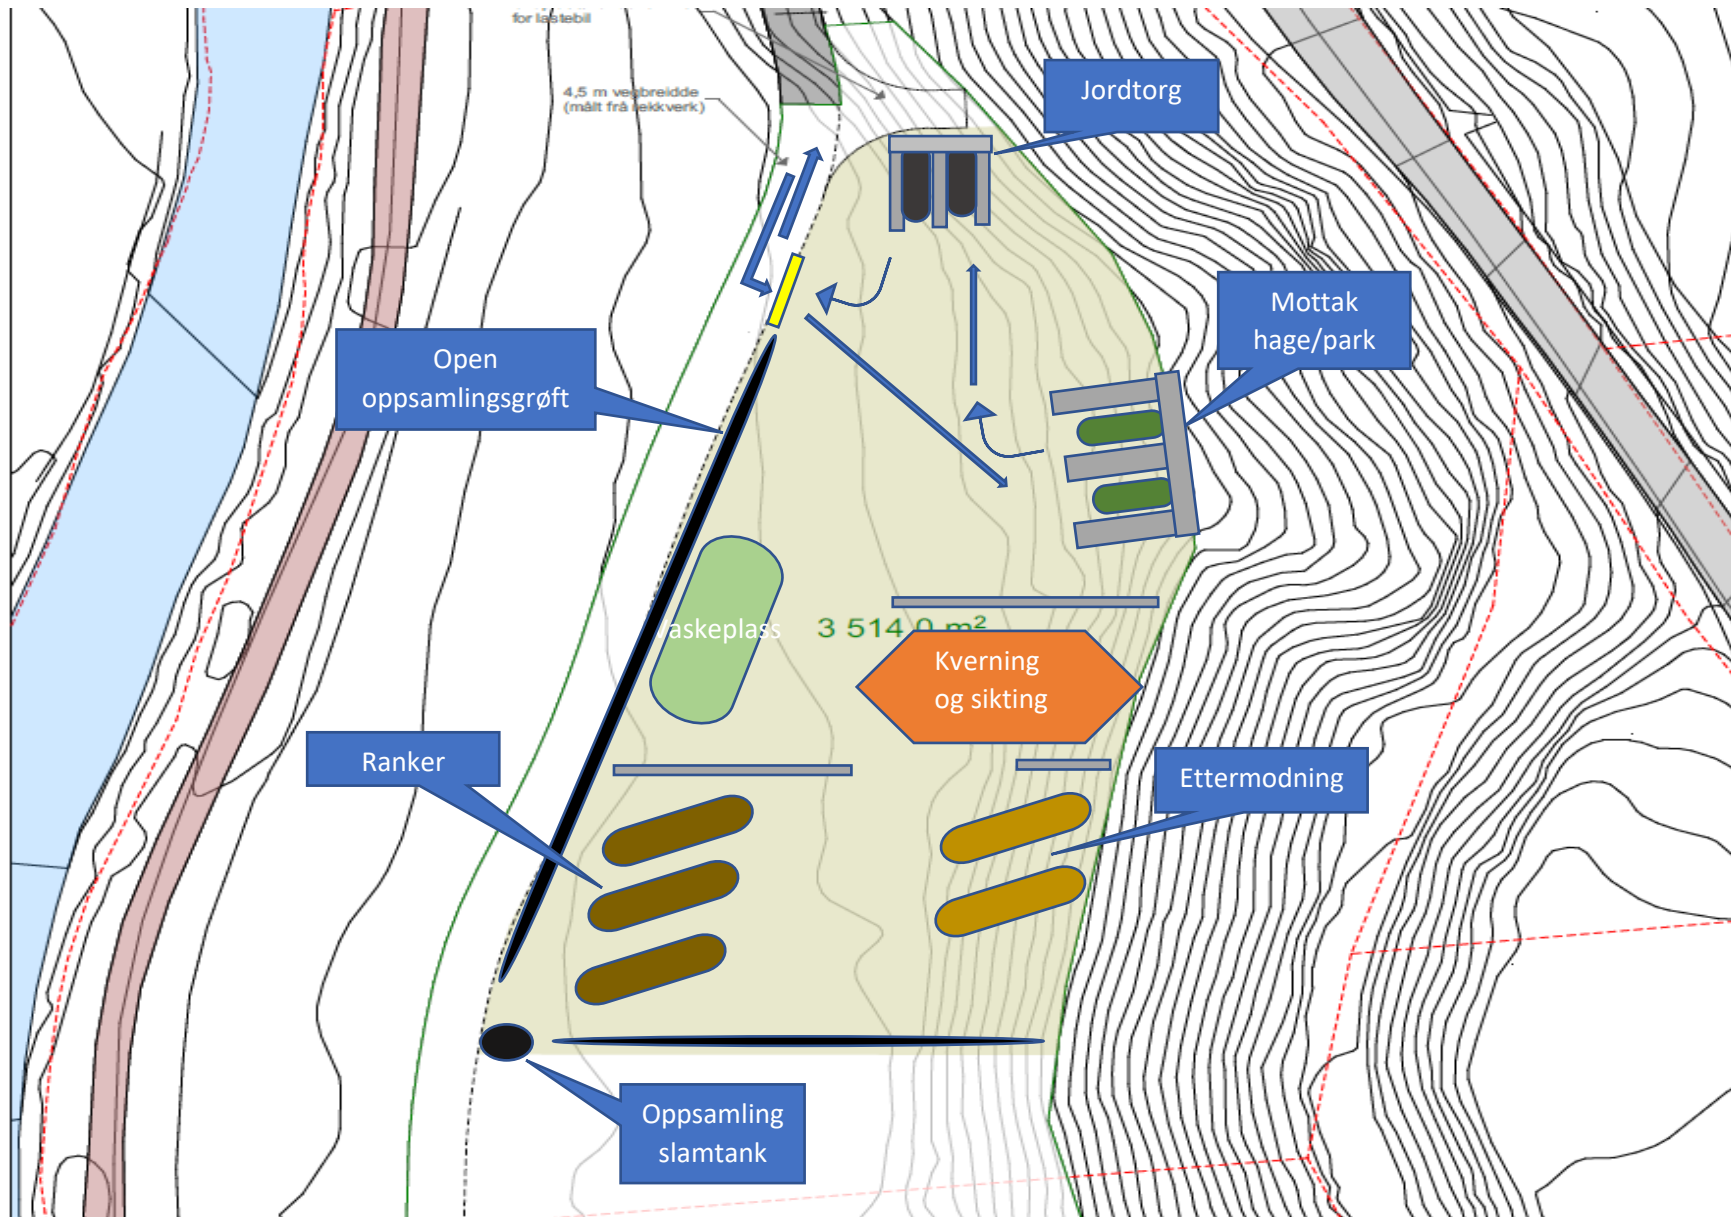 for lastebil
4,5 m vegbreidde
(målt frå rekkverk)
Jordtorg
Mottak
hage/park
Open
oppsamlingsgrøft
3 514,0 m²
Kverning
og sikting
Ranker
Ettermodning
Oppsamling
slamtank